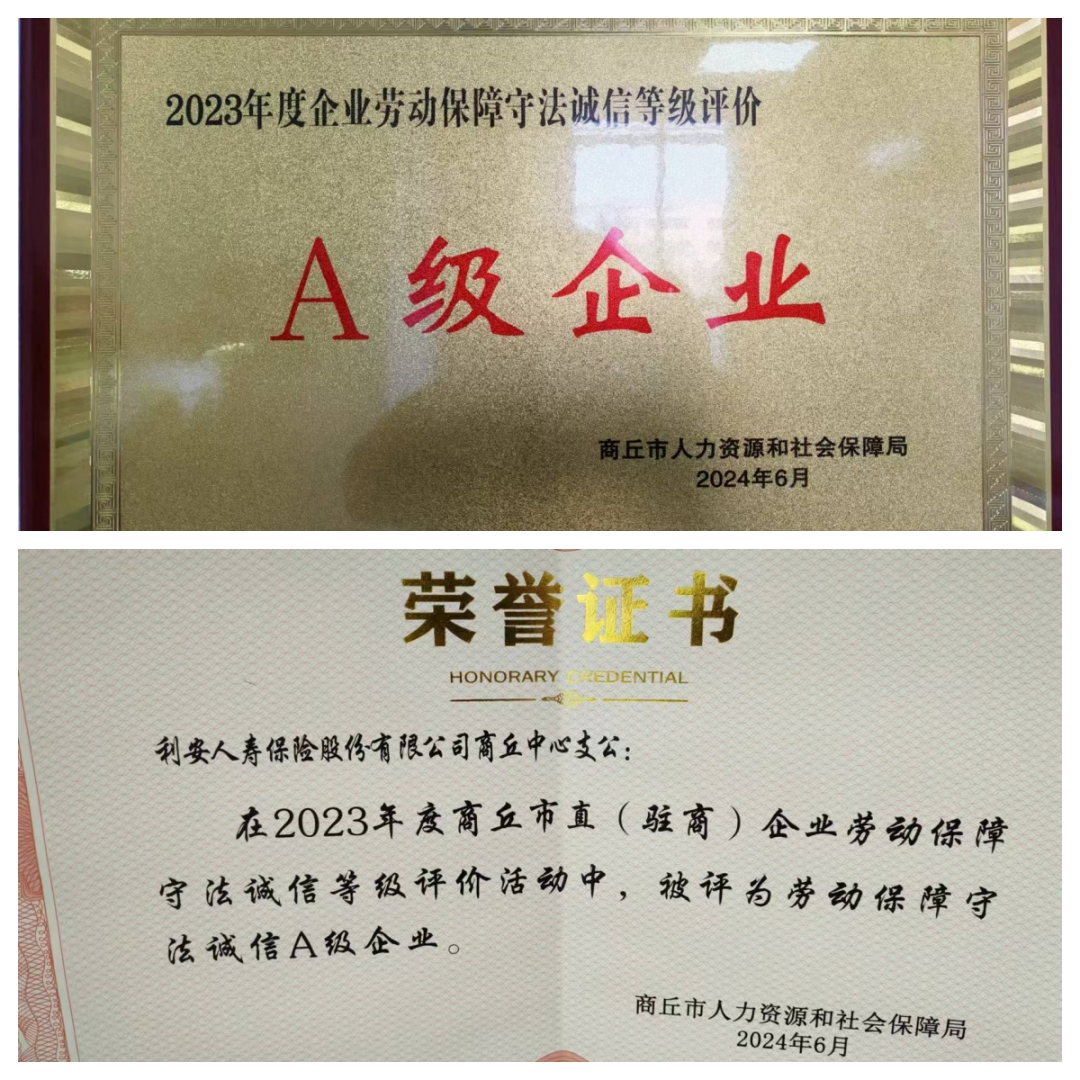 2023年度企业劳动保障守法诚信等级评价
A级企业
商丘市人力资源和社会保障局
2024年6月
荣誉证书
HONORARY CREDENTIAL
利安人寿保险股份有限公司商丘中心支公:
在2023年度商丘市直（驻商）企业劳动保障
守法诚信等级评价活动中，被评为劳动保障守
法诚信A级企业。
商丘市人力资源和社会保障局
2024年6月